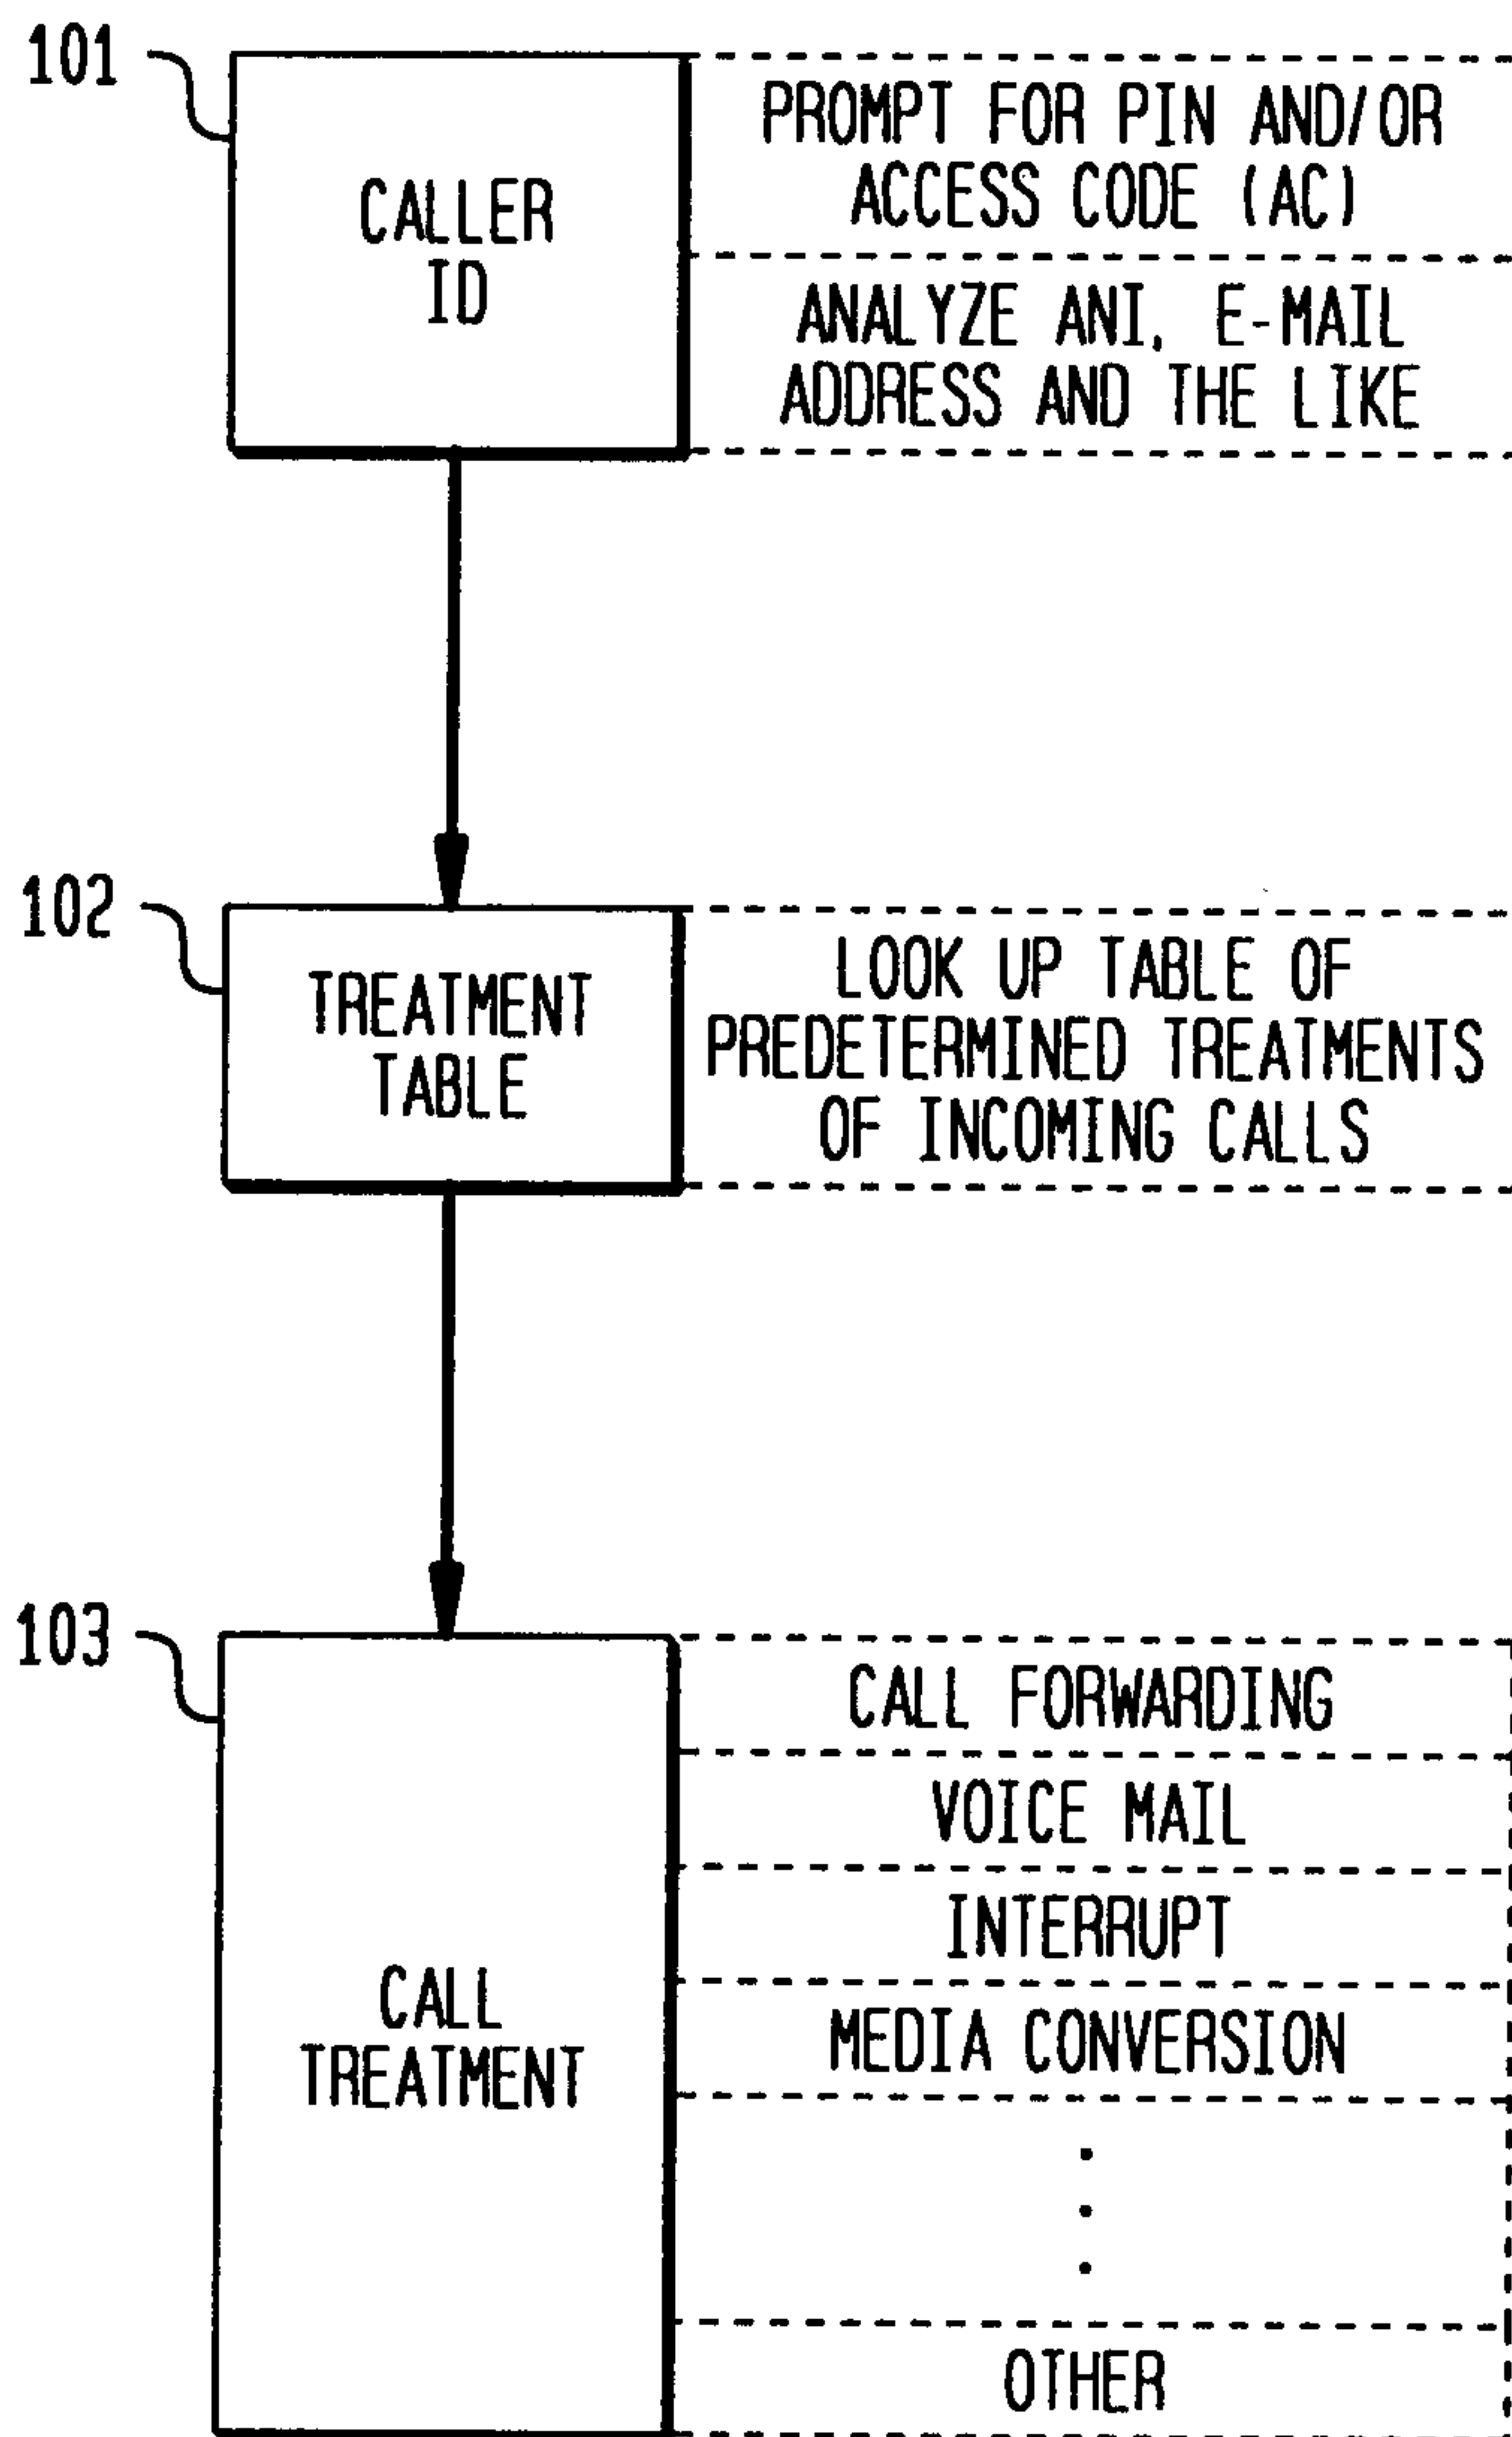 101
CALLER
ID
PROMPT FOR PIN AND/OR
ACCESS CODE (AC)
ANALYZE ANI, E-MAIL
ADDRESS AND THE LIKE
102
TREATMENT
TABLE
LOOK UP TABLE OF
PREDETERMINED TREATMENTS
OF INCOMING CALLS
103
CALL
TREATMENT
CALL FORWARDING
VOICE MAIL
INTERRUPT
MEDIA CONVERSION
OTHER